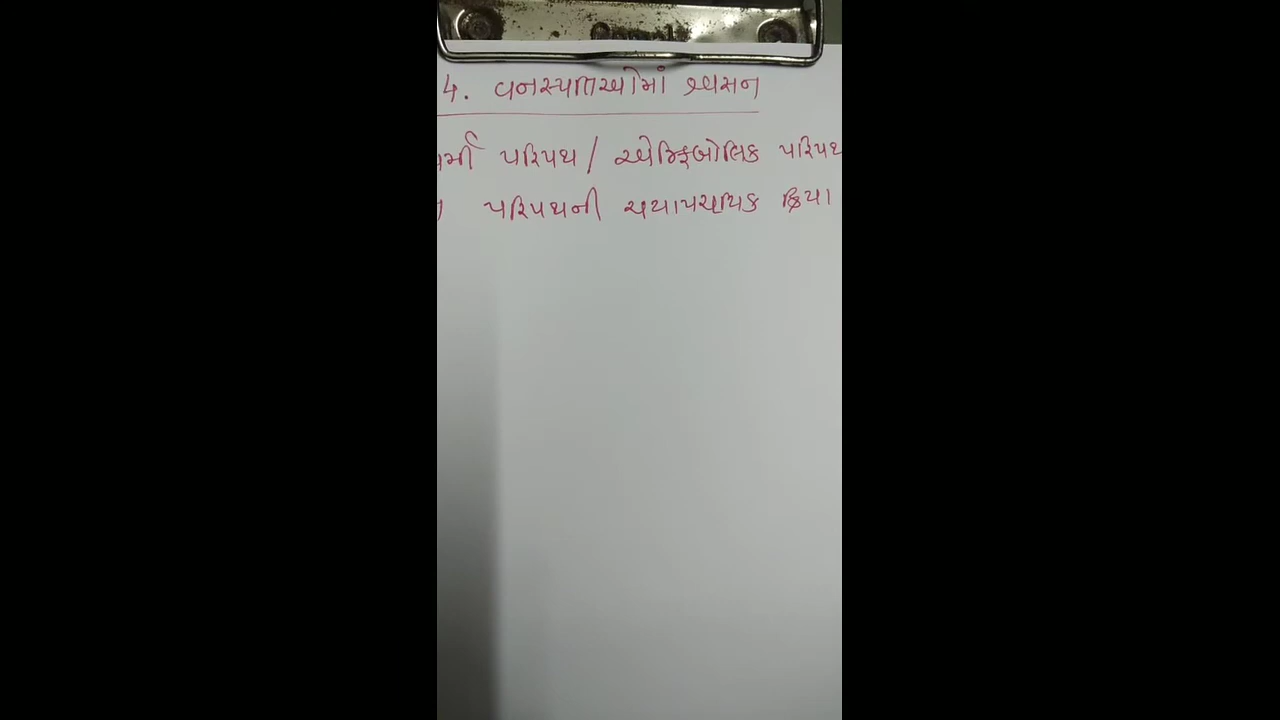 4. વનસ્પતિઓમાં શ્વસન
પરિપથ / એમ્ફિબોલિક પરિપથ
પરિપથની ચયાપચયિક ક્રિયા